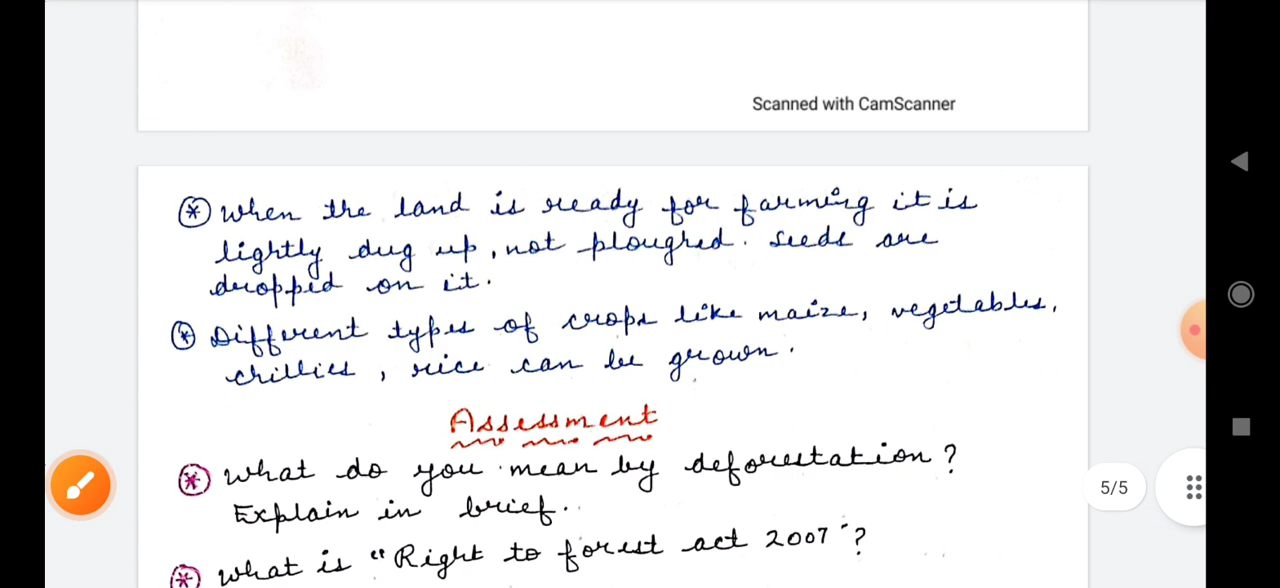 Scanned with CamScanner
When the land is ready for farming it is
lightly dug up, not ploughed. Seeds are
dropped on it.
Different types of crops like maize, vegetables,
chillies, rice can be grown.
Assessment
What do you mean by deforestation?
Explain in brief.
5/5
What is "Right to forest act 2007"?